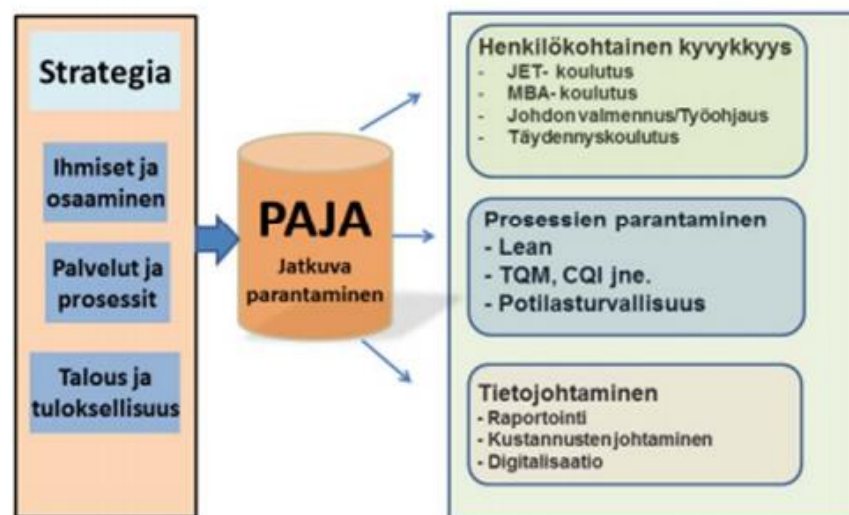 Strategia
Ihmiset ja
osaaminen
Palvelut ja
prosessit
Talous ja
tuloksellisuus
PAJA
Jatkuva
parantaminen
Henkilökohtainen kyvykkyys
- JET- koulutus
- MBA- koulutus
- Johdon valmennus/Työohjaus
- Täydennyskoulutus
Prosessien parantaminen
- Lean
- TQM, CQI jne.
- Potilasturvallisuus
Tietojohtaminen
- Raportointi
- Kustannusten johtaminen
- Digitalisaatio